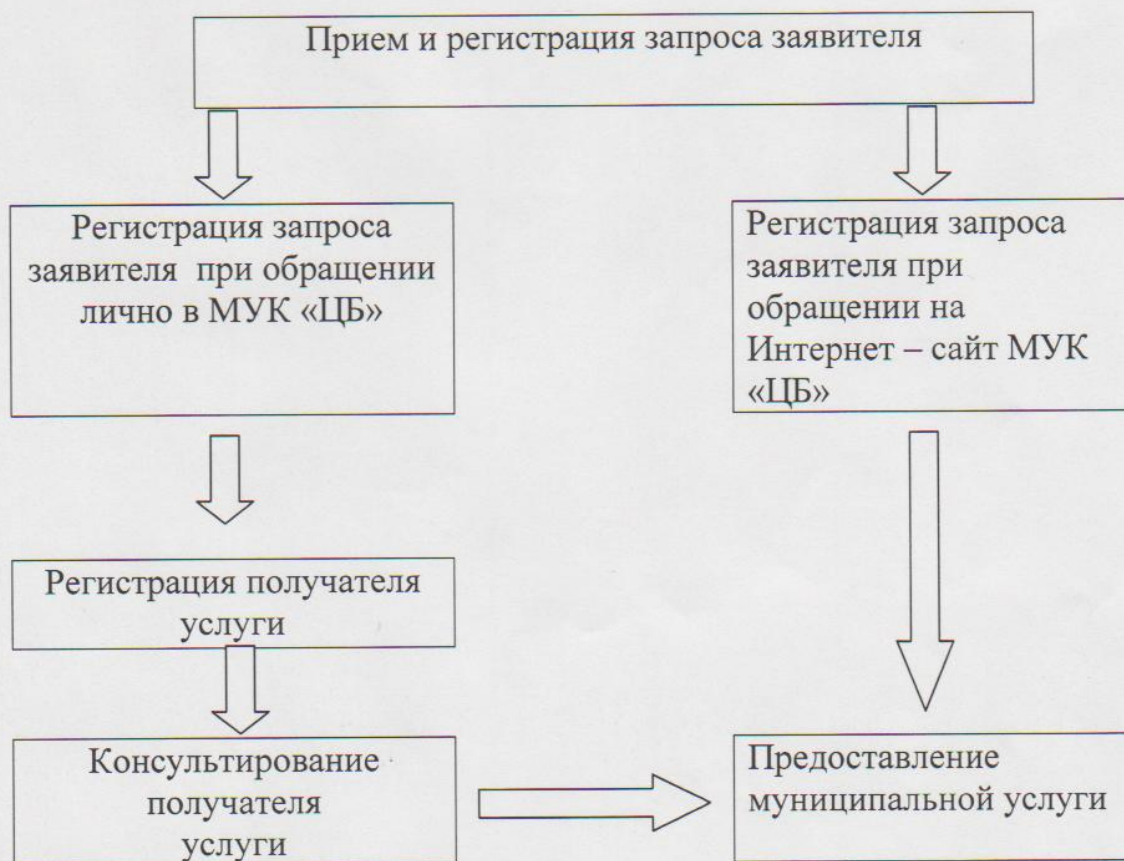 Прием и регистрация запроса заявителя
Регистрация запроса
заявителя при обращении
лично в МУК «ЦБ»
Регистрация запроса
заявителя при
обращении на
Интернет – сайт МУК
«ЦБ»
Регистрация получателя
услуги
Консультирование
получателя
услуги
Предоставление
муниципальной услуги